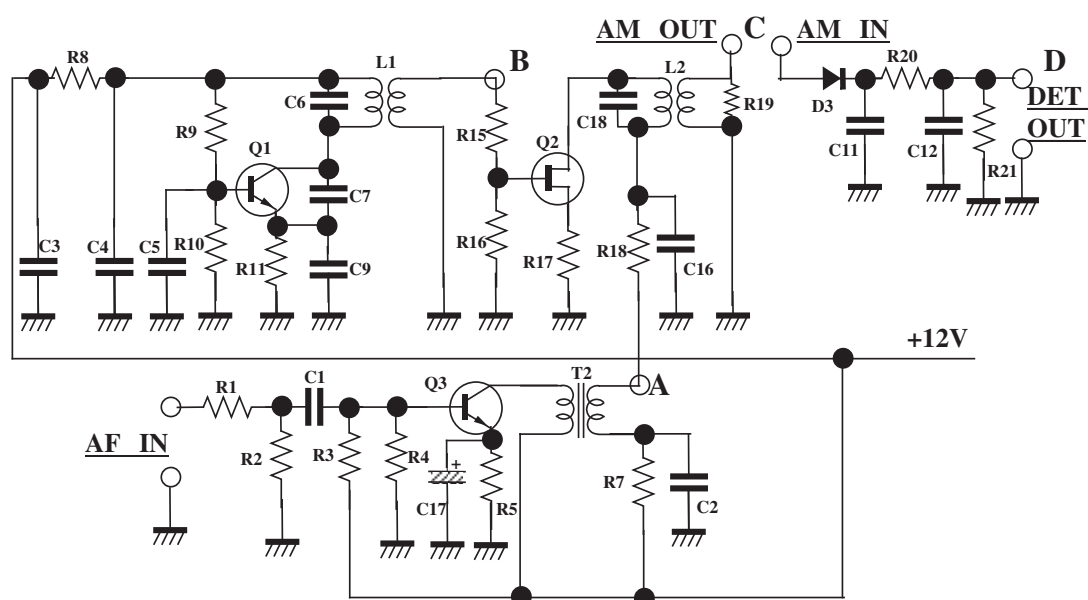 AM OUT
C
AM IN
R8
L1
B
L2
R20
D
DET
OUT
C6
C18
R19
D3
R9
R15
Q1
Q2
C11
C12
R21
C7
C3
C4
C5
R10
R11
C9
R16
R17
R18
C16
+12V
R1
C1
Q3
T2
A
AF IN
R2
R3
R4
+
C17
R5
R7
C2